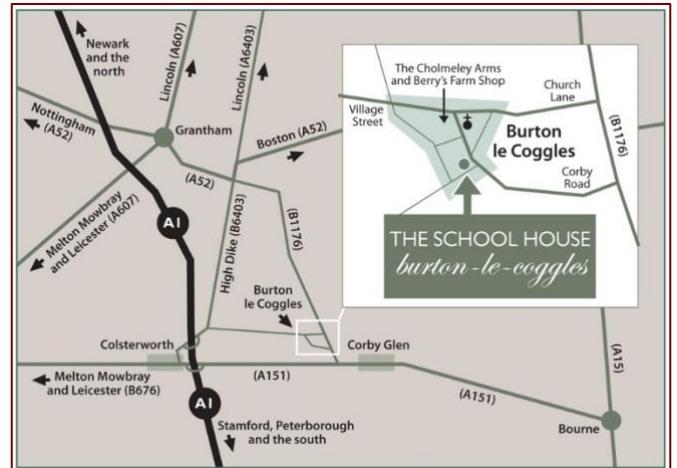 Newark
and the
north
Lincoln (A607)
Lincoln (A6403)
Nottingham
(A52)
Grantham
Boston (A52)
(A52)
Melton Mowbray
and Leicester (A607)
A1
High Dike (B6403)
(B1176)
Burton
le Coggles
Colsterworth
Corby Glen
(A151)
Melton Mowbray
and Leicester (B676)
A1
Stamford, Peterborough
and the south
(A151)
(A15)
Bourne
The Cholmeley Arms
and Berry's Farm Shop
Church
Lane
Village
Street
(B1176)
Burton
le Coggles
Corby
Road
THE SCHOOL HOUSE
burton-le-coggles